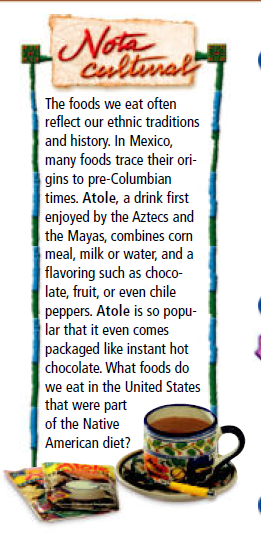 Nota
cultural
The foods we eat often
reflect our ethnic traditions
and history. In Mexico,
many foods trace their ori-
gins to pre-Columbian
times. Atole, a drink first
enjoyed by the Aztecs and
the Mayas, combines corn
meal, milk or water, and a
flavoring such as choco-
late, fruit, or even chile
peppers. Atole is so popu-
lar that it even comes
packaged like instant hot
chocolate. What foods do
we eat in the United States
that were part
of the Native
American diet?